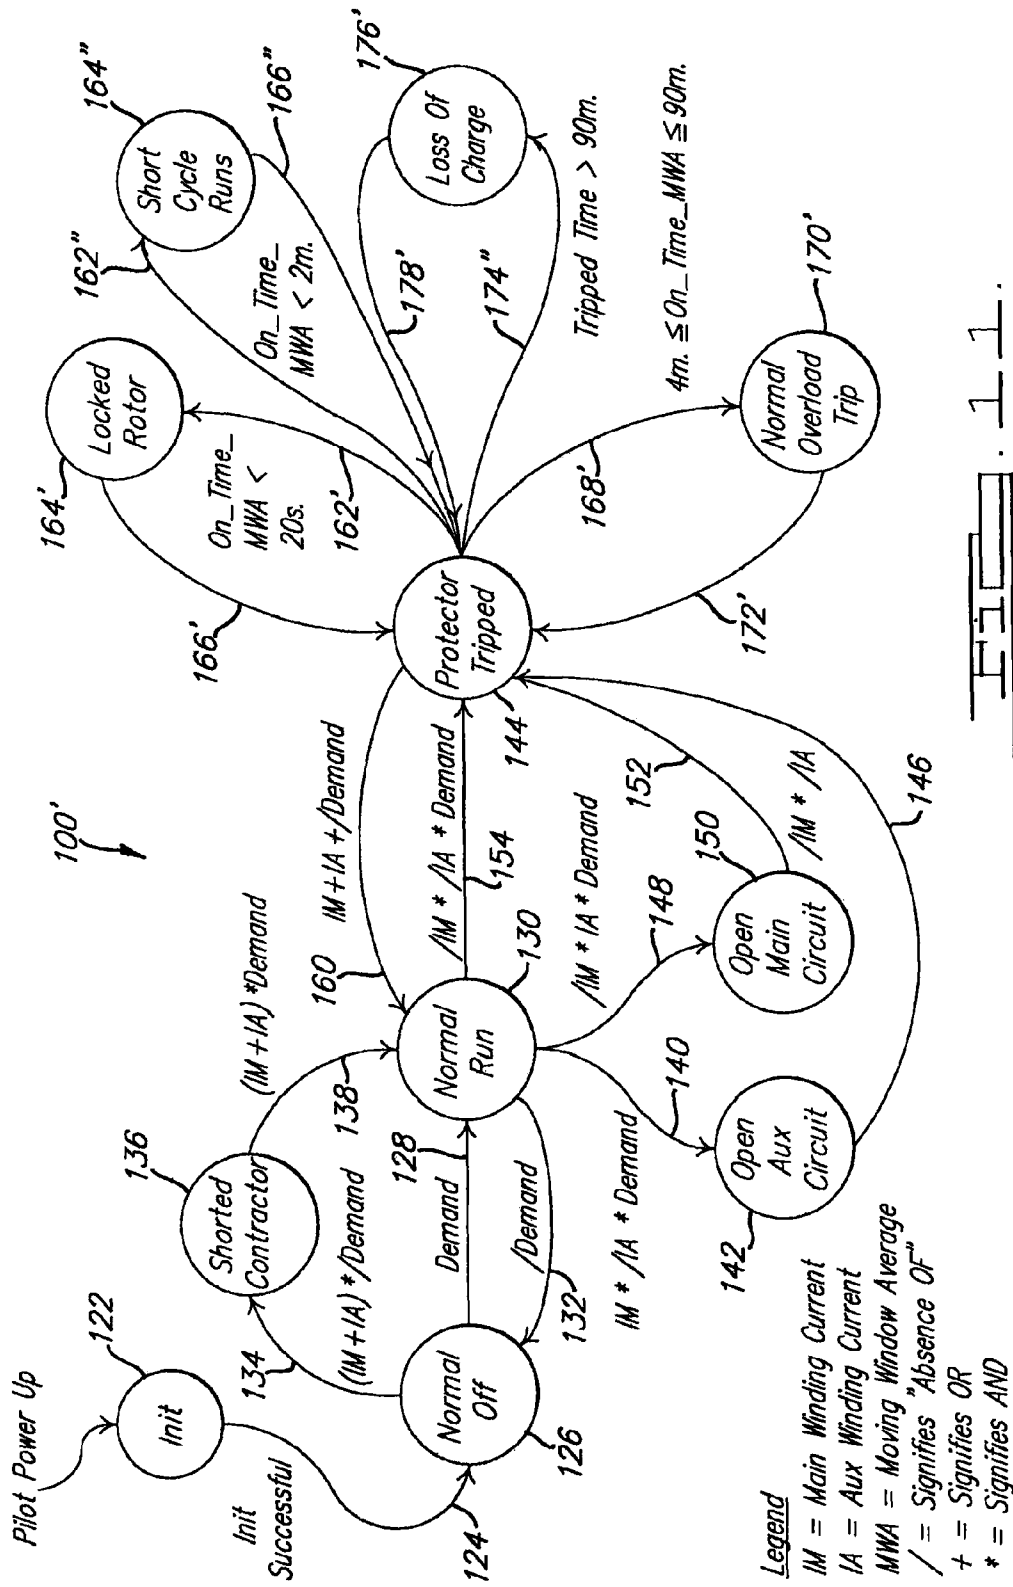 Pilot Power Up
122
Init
Init
Successful
124
Normal
Off
126
134
(IM + IA) */Demand
Shorted
Contractor
136
(IM + IA) *Demand
138
Demand
128
/Demand
132
Normal
Run
130
100'
160
IM + IA + /Demand
/IM * /IA * Demand
154
IM * /IA * Demand
140
/IM * IA * Demand
148
Open
Aux
Circuit
142
Open
Main
Circuit
150
152
/IM * /IA
146
Protector
Tripped
144
166'
Locked
Rotor
164'
On_Time_
MWA <
20s.
162'
162"
Short
Cycle
Runs
164"
On_Time_
MWA < 2m.
166"
Loss Of
Charge
176'
178'
174"
Tripped Time > 90m.
168'
4m. ≦ On_Time_MWA ≦ 90m.
Normal
Overload
Trip
170'
172'
Legend
IM = Main Winding Current
IA = Aux Winding Current
MWA = Moving Window Average
/ = Signifies "Absence OF"
+ = Signifies OR
* = Signifies AND
FIG. 11.